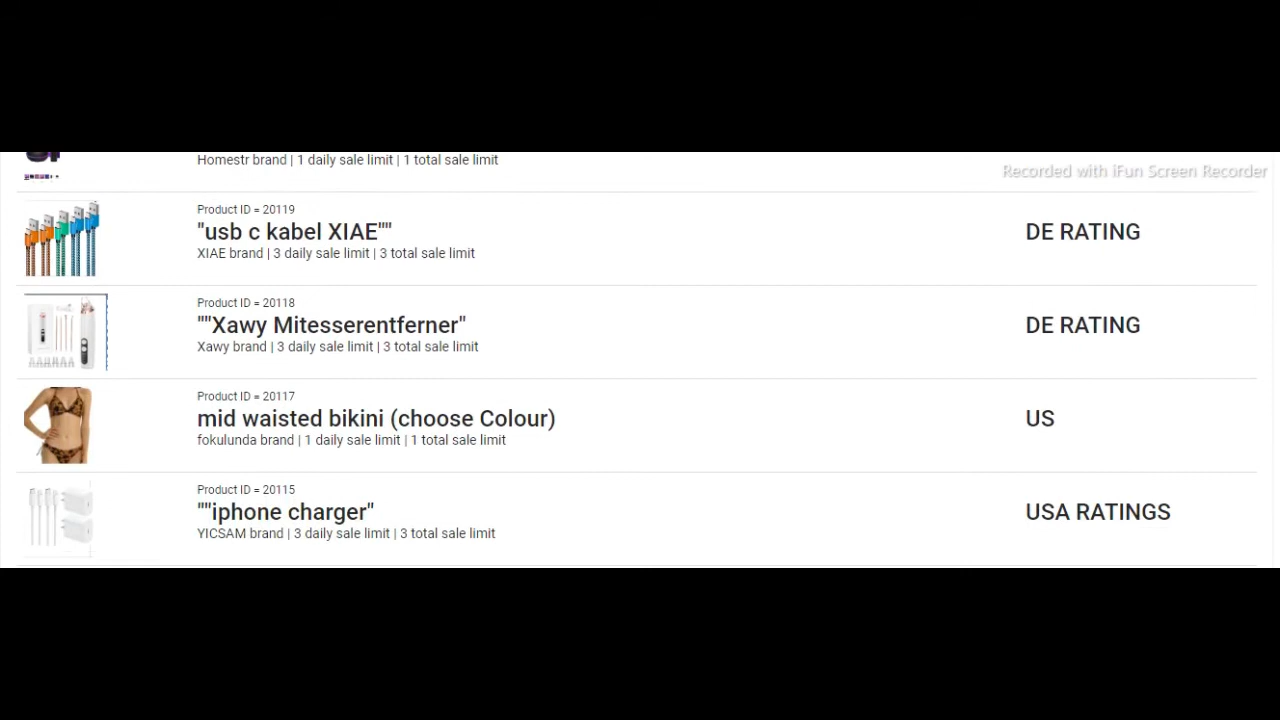 Homestr brand | 1 daily sale limit | 1 total sale limit
Recorded with iFun Screen Recorder
Product ID = 20119
"usb c kabel XIAE""
DE RATING
XIAE brand | 3 daily sale limit | 3 total sale limit
Product ID = 20118
""Xawy Mitesserentferner"
DE RATING
Xawy brand | 3 daily sale limit | 3 total sale limit
Product ID = 20117
mid waisted bikini (choose Colour)
US
fokulunda brand | 1 daily sale limit | 1 total sale limit
Product ID = 20115
""iphone charger"
USA RATINGS
YICSAM brand | 3 daily sale limit | 3 total sale limit